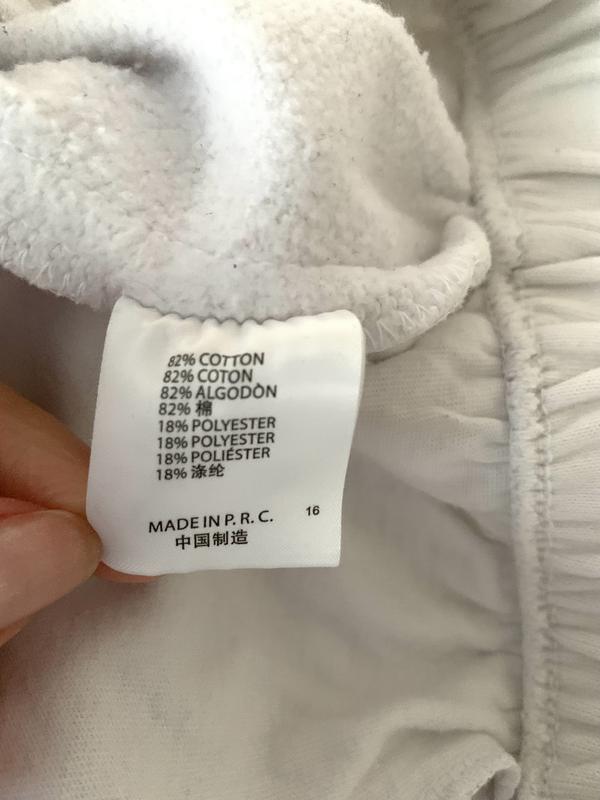 82% COTTON
82% COTON
82% ALGODÒN
82% 棉
18% POLYESTER
18% POLYESTER
18% POLIÉSTER
18% 涤纶
MADE IN P. R. C. 16
中国制造